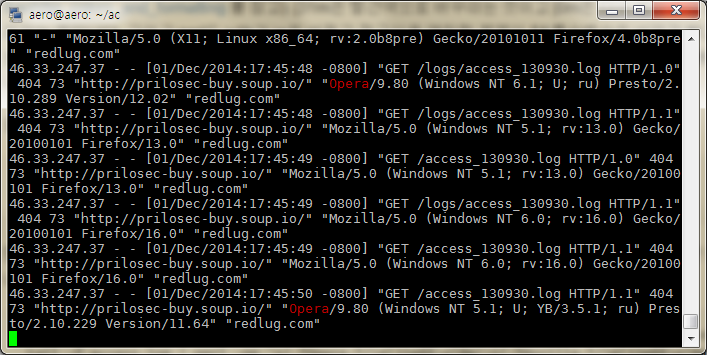 aero@aero: ~/ac
61 "-" "Mozilla/5.0 (X11; Linux x86_64; rv:2.0b8pre) Gecko/20101011 Firefox/4.0b8pre
" "redlug.com"
46.33.247.37 - - [01/Dec/2014:17:45:48 -0800] "GET /logs/access_130930.log HTTP/1.0"
 404 73 "http://prilosec-buy.soup.io/" "Opera/9.80 (Windows NT 6.1; U; ru) Presto/2.
10.289 Version/12.02" "redlug.com"
46.33.247.37 - - [01/Dec/2014:17:45:48 -0800] "GET /logs/access_130930.log HTTP/1.1"
 404 73 "http://prilosec-buy.soup.io/" "Mozilla/5.0 (Windows NT 5.1; rv:13.0) Gecko/
20100101 Firefox/13.0" "redlug.com"
46.33.247.37 - - [01/Dec/2014:17:45:49 -0800] "GET /access_130930.log HTTP/1.0" 404
73 "http://prilosec-buy.soup.io/" "Mozilla/5.0 (Windows NT 5.1; rv:13.0) Gecko/20100
101 Firefox/13.0" "redlug.com"
46.33.247.37 - - [01/Dec/2014:17:45:49 -0800] "GET /logs/access_130930.log HTTP/1.1"
 404 73 "http://prilosec-buy.soup.io/" "Mozilla/5.0 (Windows NT 6.0; rv:16.0) Gecko/
20100101 Firefox/16.0" "redlug.com"
46.33.247.37 - - [01/Dec/2014:17:45:49 -0800] "GET /access_130930.log HTTP/1.1" 404
73 "http://prilosec-buy.soup.io/" "Mozilla/5.0 (Windows NT 6.0; rv:16.0) Gecko/20100
101 Firefox/16.0" "redlug.com"
46.33.247.37 - - [01/Dec/2014:17:45:50 -0800] "GET /access_130930.log HTTP/1.1" 404
73 "http://prilosec-buy.soup.io/" "Opera/9.80 (Windows NT 5.1; U; YB/3.5.1; ru) Pres
to/2.10.229 Version/11.64" "redlug.com"